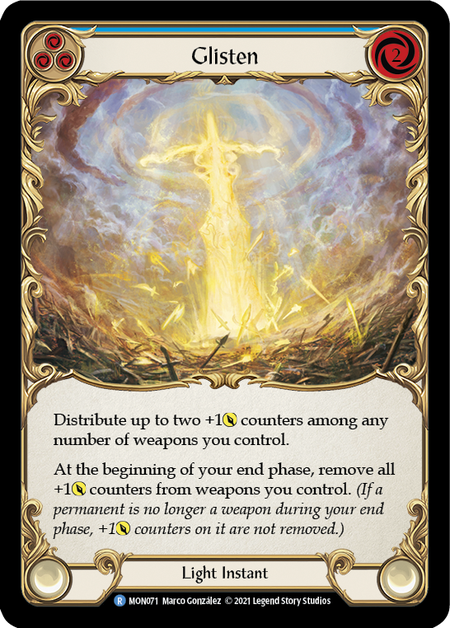 Glisten
2
Distribute up to two +1 counters among any
number of weapons you control.
At the beginning of your end phase, remove all
+1 counters from weapons you control. (If a
permanent is no longer a weapon during your end
phase, +1 counters on it are not removed.)
Light Instant
R MON071 Marco González © 2021 Legend Story Studios